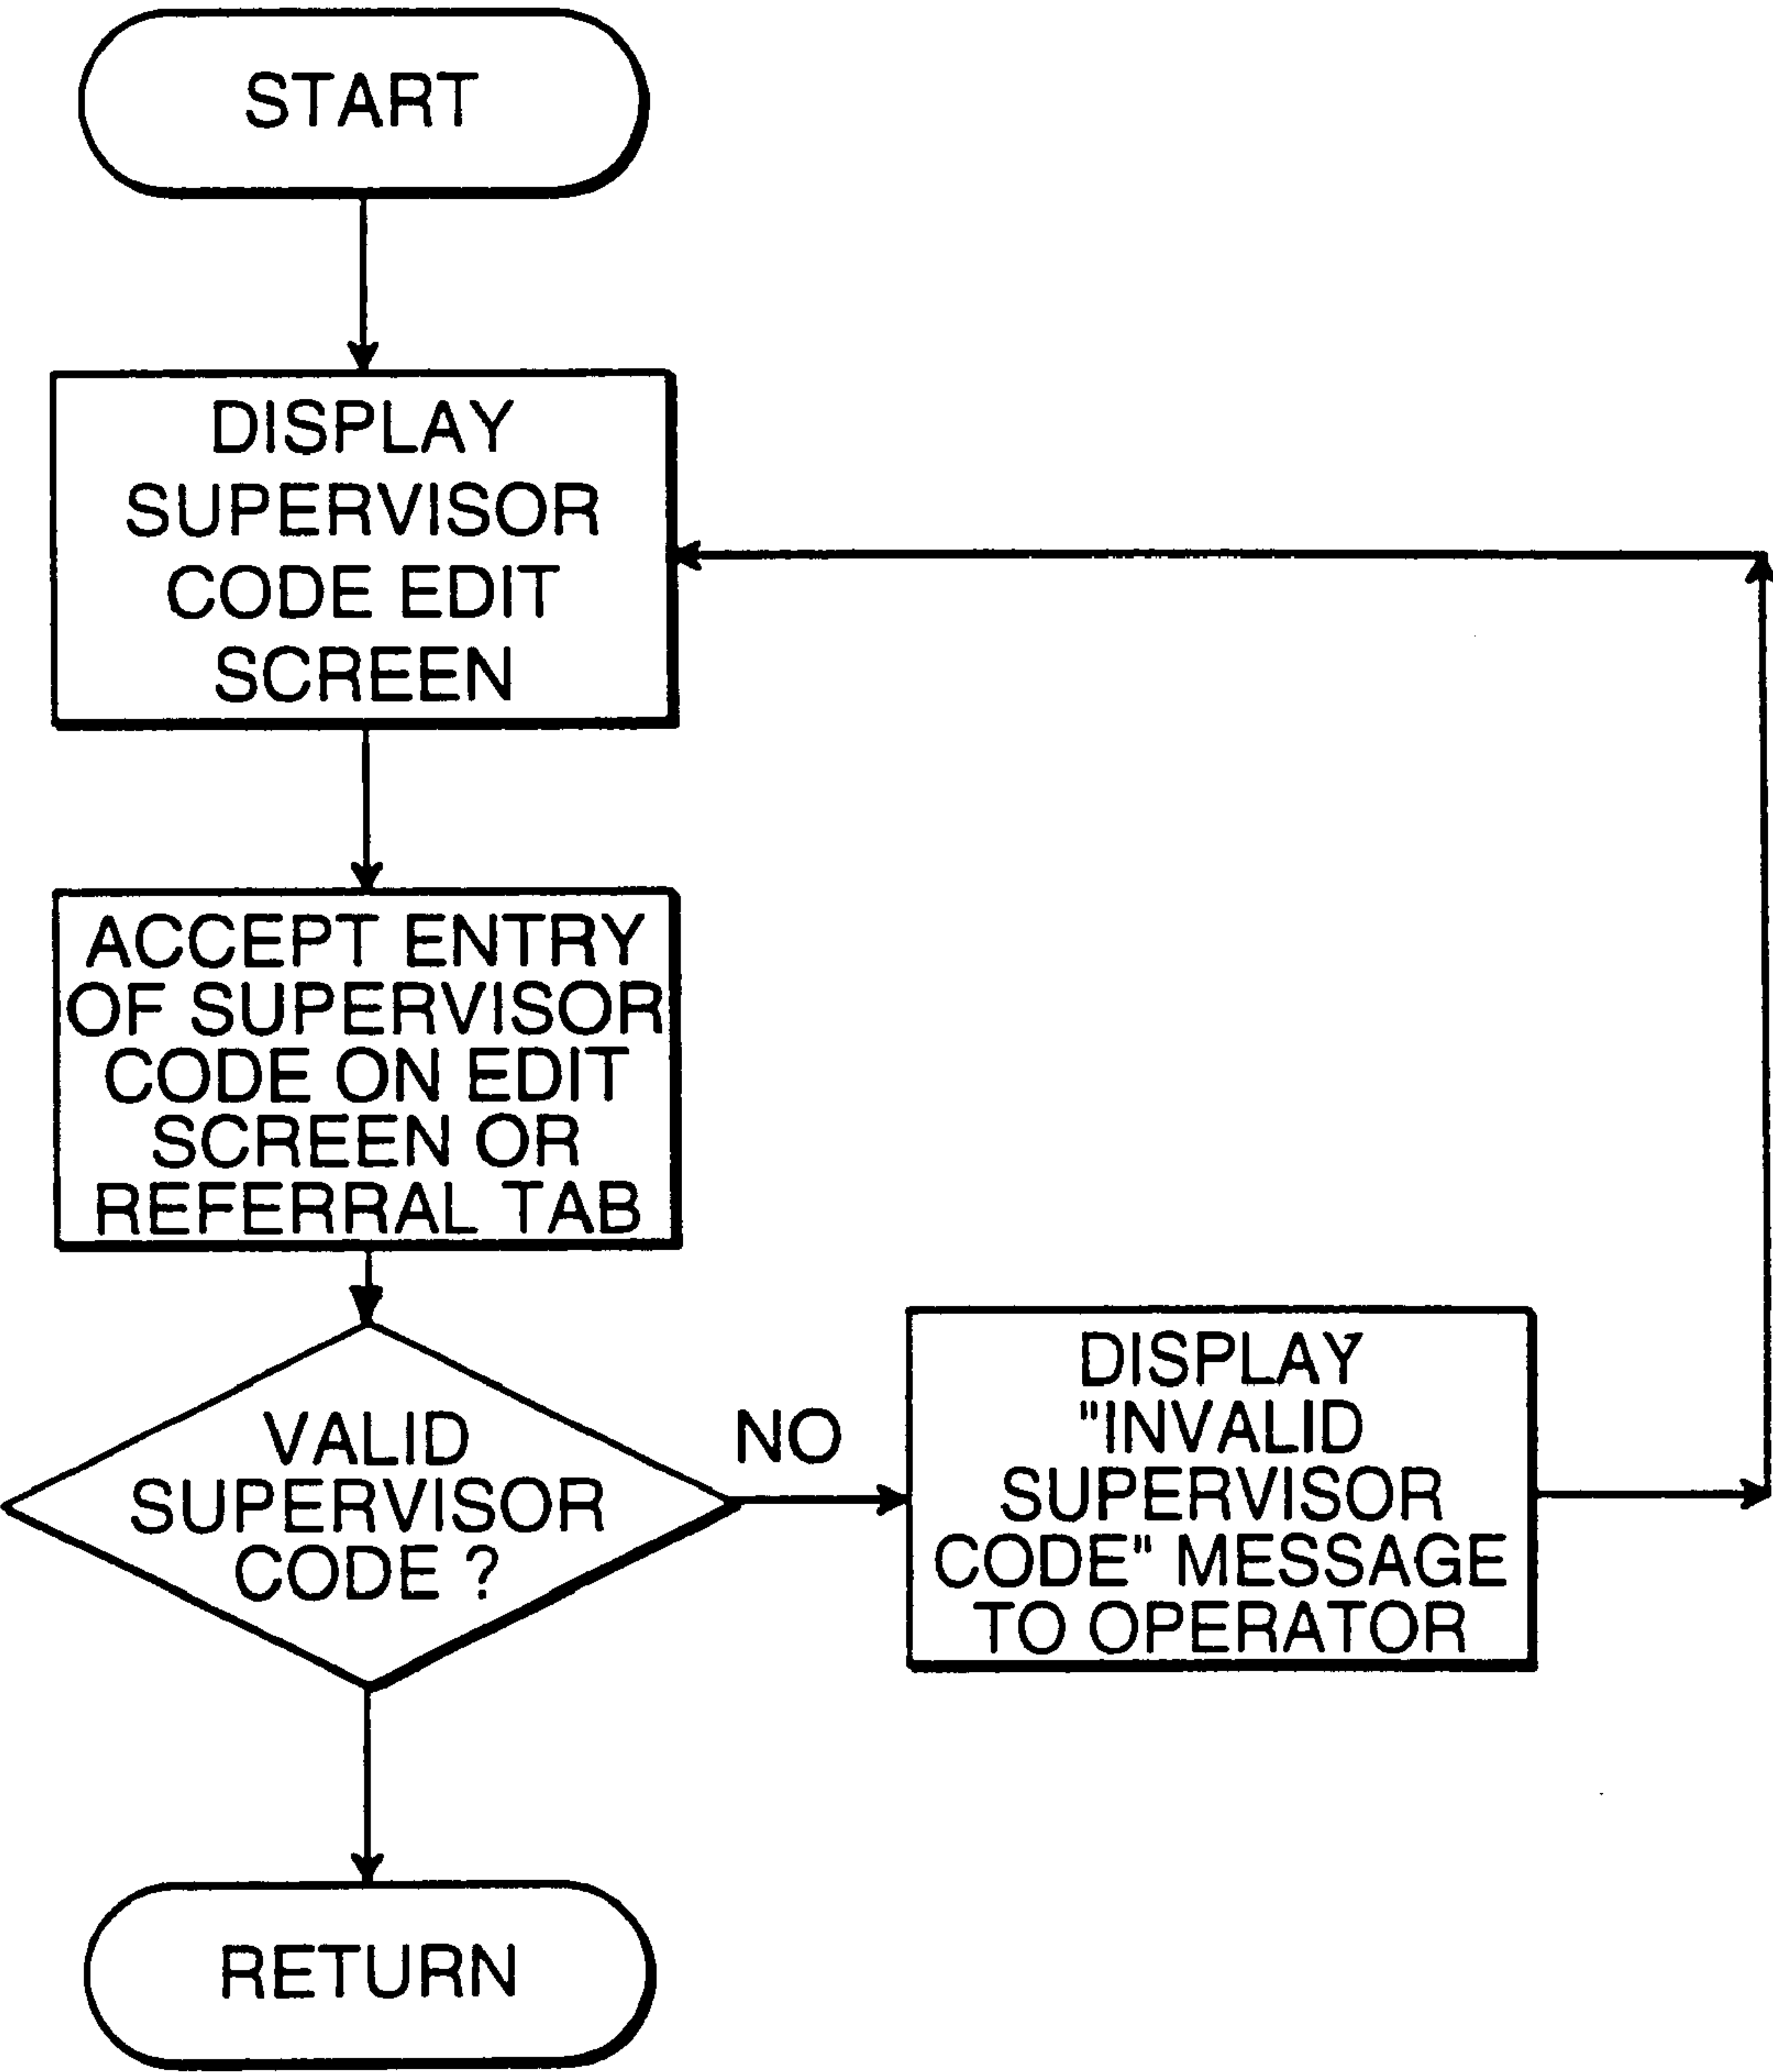 START
DISPLAY
SUPERVISOR
CODE EDIT
SCREEN
ACCEPT ENTRY
OF SUPERVISOR
CODE ON EDIT
SCREEN OR
REFERRAL TAB
VALID
SUPERVISOR
CODE ?
NO
DISPLAY
"INVALID
SUPERVISOR
CODE" MESSAGE
TO OPERATOR
RETURN